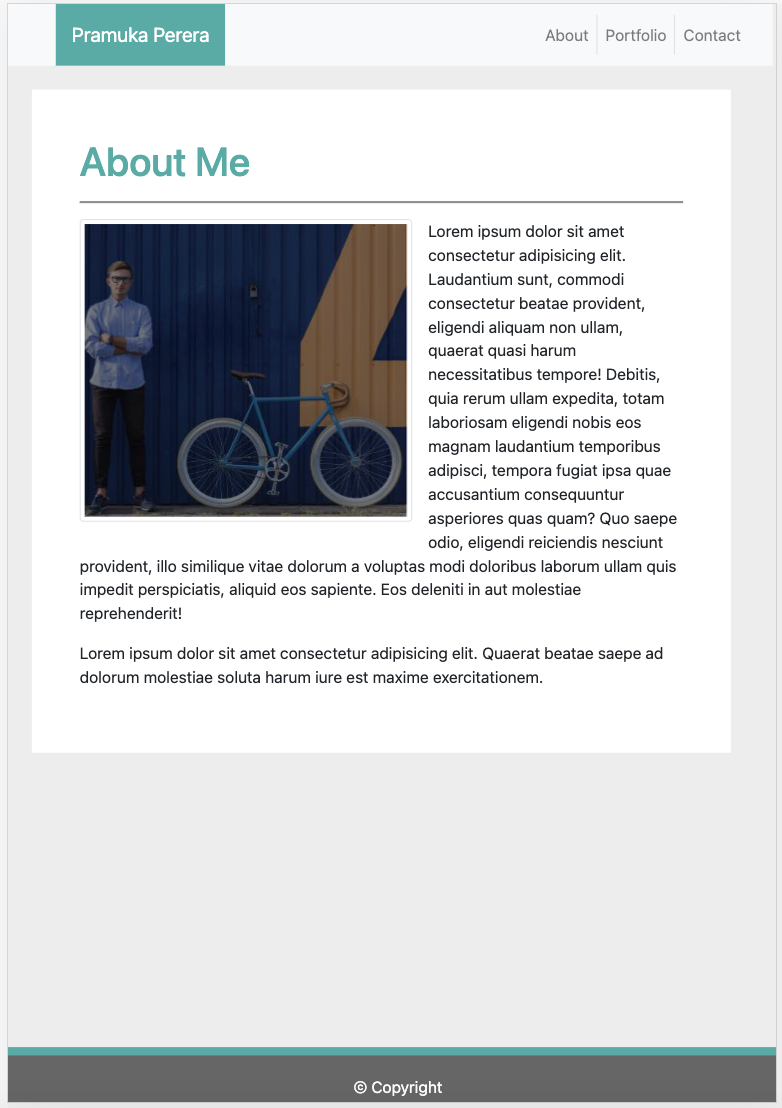 Pramuka Perera
About
Portfolio
Contact
About Me
Lorem ipsum dolor sit amet
consectetur adipisicing elit.
Laudantium sunt, commodi
consectetur beatae provident,
eligendi aliquam non ullam,
quaerat quasi harum
necessitatibus tempore! Debitis,
quia rerum ullam expedita, totam
laboriosam eligendi nobis eos
magnam laudantium temporibus
adipisci, tempora fugiat ipsa quae
accusantium consequuntur
asperiores quas quam? Quo saepe
odio, eligendi reiciendis nesciunt
provident, illo similique vitae dolorum a voluptas modi doloribus laborum ullam quis
impedit perspiciatis, aliquid eos sapiente. Eos deleniti in aut molestiae
reprehenderit!
Lorem ipsum dolor sit amet consectetur adipisicing elit. Quaerat beatae saepe ad
dolorum molestiae soluta harum iure est maxime exercitationem.
© Copyright